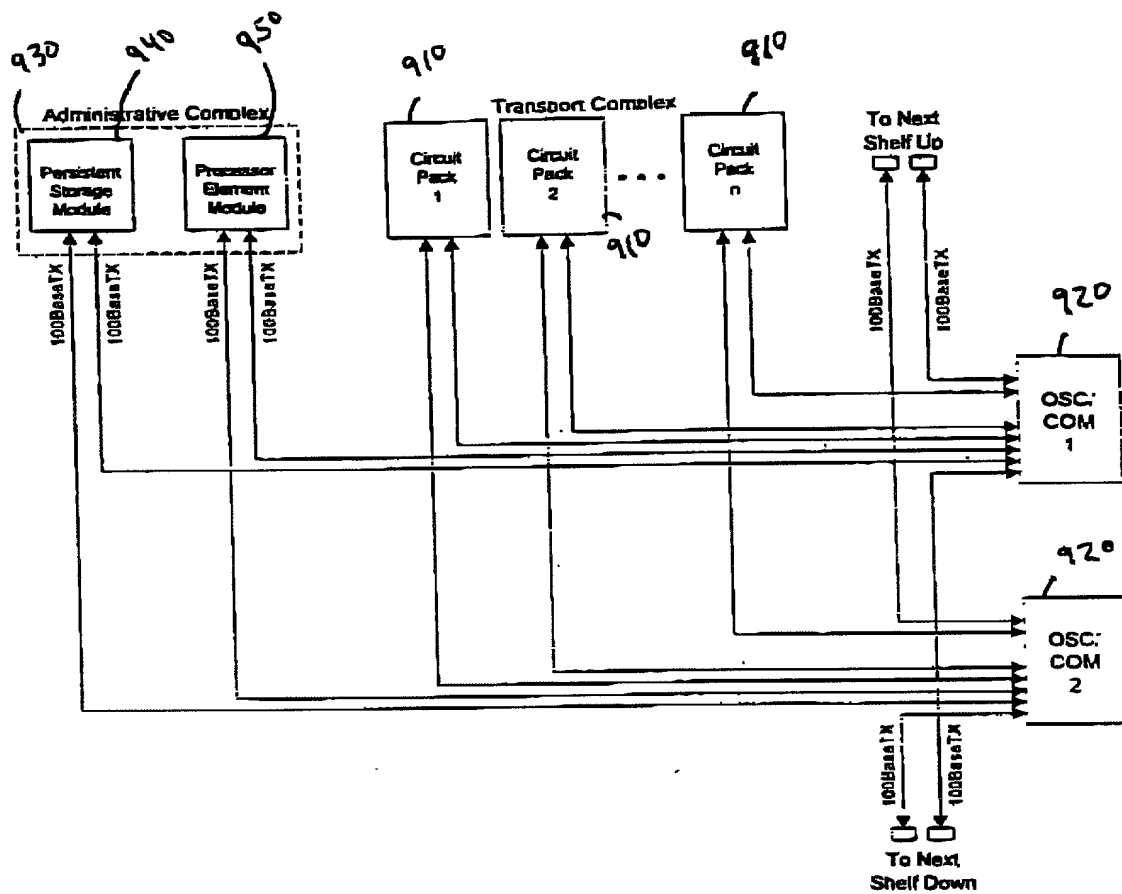 930
940
950
910
910
Administrative Complex
Transport Complex
To Next
Shelf Up
Persistent
Storage
Module
Processor
Element
Module
Circuit
Pack
1
Circuit
Pack
2
Circuit
Pack
n
910
100BaseTX
100BaseTX
100BaseTX
100BaseTX
100BaseTX
100BaseTX
920
OSC/
COM
1
920
OSC/
COM
2
100BaseTX
100BaseTX
To Next
Shelf Down